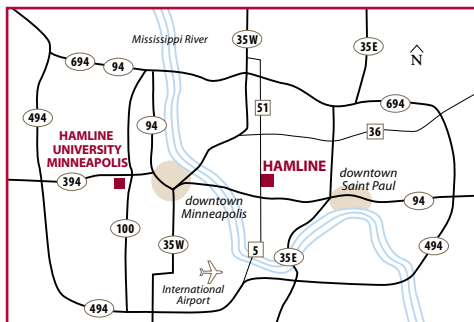 Mississippi River
35W
35E
N
694
94
494
51
694
94
36
HAMLINE
UNIVERSITY
MINNEAPOLIS
HAMLINE
downtown
Saint Paul
394
downtown
Minneapolis
94
100
35W
5
35E
494
International
Airport
494